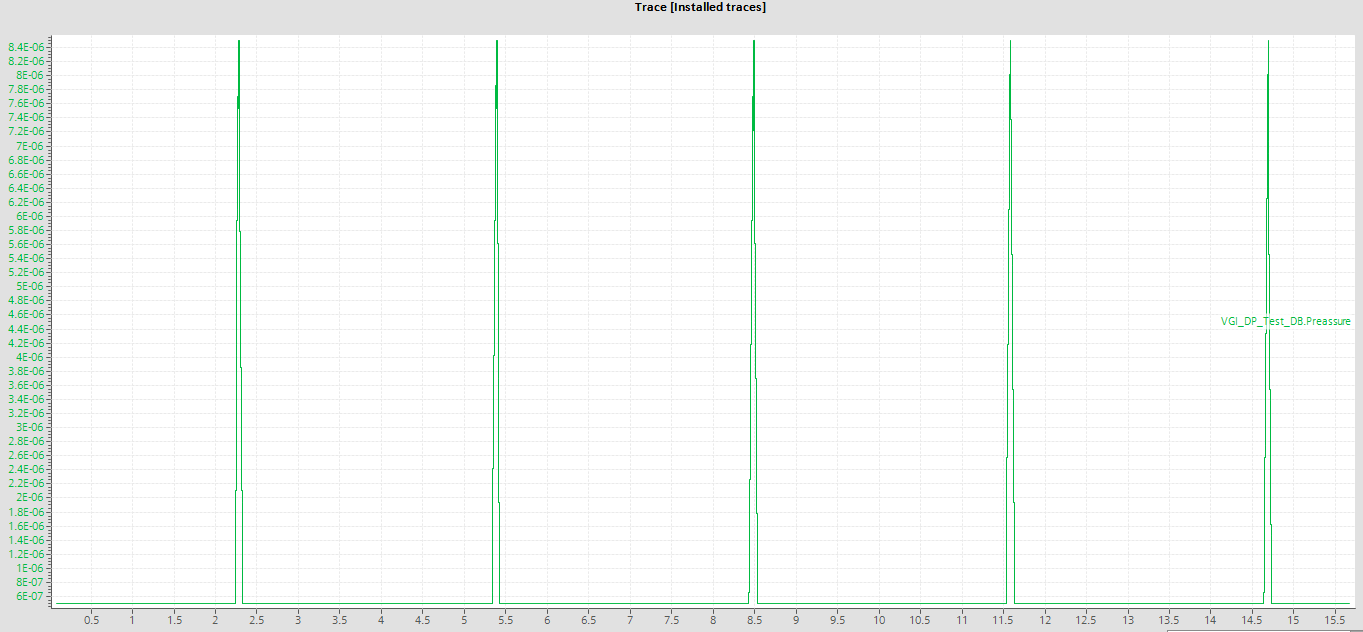 Trace [Installed traces]
8.4E-06
8.2E-06
8E-06
7.8E-06
7.6E-06
7.4E-06
7.2E-06
7E-06
6.8E-06
6.6E-06
6.4E-06
6.2E-06
6E-06
5.8E-06
5.6E-06
5.4E-06
5.2E-06
5E-06
4.8E-06
4.6E-06
VGI_DP_Test_DB.Preassure
4.4E-06
4.2E-06
4E-06
3.8E-06
3.6E-06
3.4E-06
3.2E-06
3E-06
2.8E-06
2.6E-06
2.4E-06
2.2E-06
2E-06
1.8E-06
1.6E-06
1.4E-06
1.2E-06
1E-06
8E-07
6E-07
0.5 1 1.5 2 2.5 3 3.5 4 4.5 5 5.5 6 6.5 7 7.5 8 8.5 9 9.5 10 10.5 11 11.5 12 12.5 13 13.5 14 14.5 15 15.5